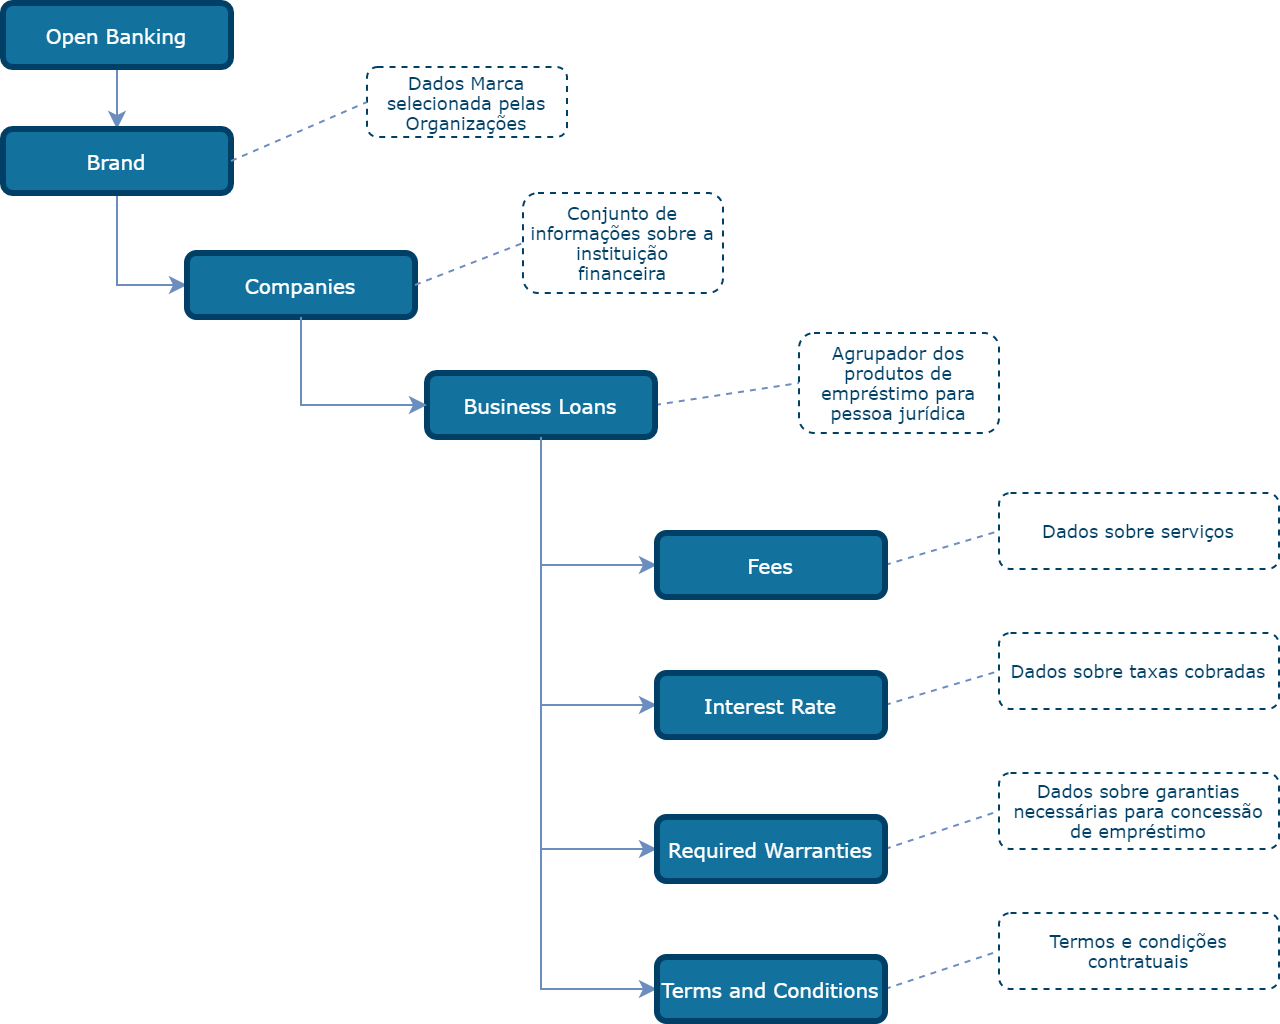 Open Banking
Dados Marca
selecionada pelas
Organizações
Brand
Conjunto de
informações sobre a
instituição
financeira
Companies
Agrupador dos
produtos de
empréstimo para
pessoa jurídica
Business Loans
Dados sobre serviços
Fees
Dados sobre taxas cobradas
Interest Rate
Dados sobre garantias
necessárias para concessão
de empréstimo
Required Warranties
Termos e condições
contratuais
Terms and Conditions